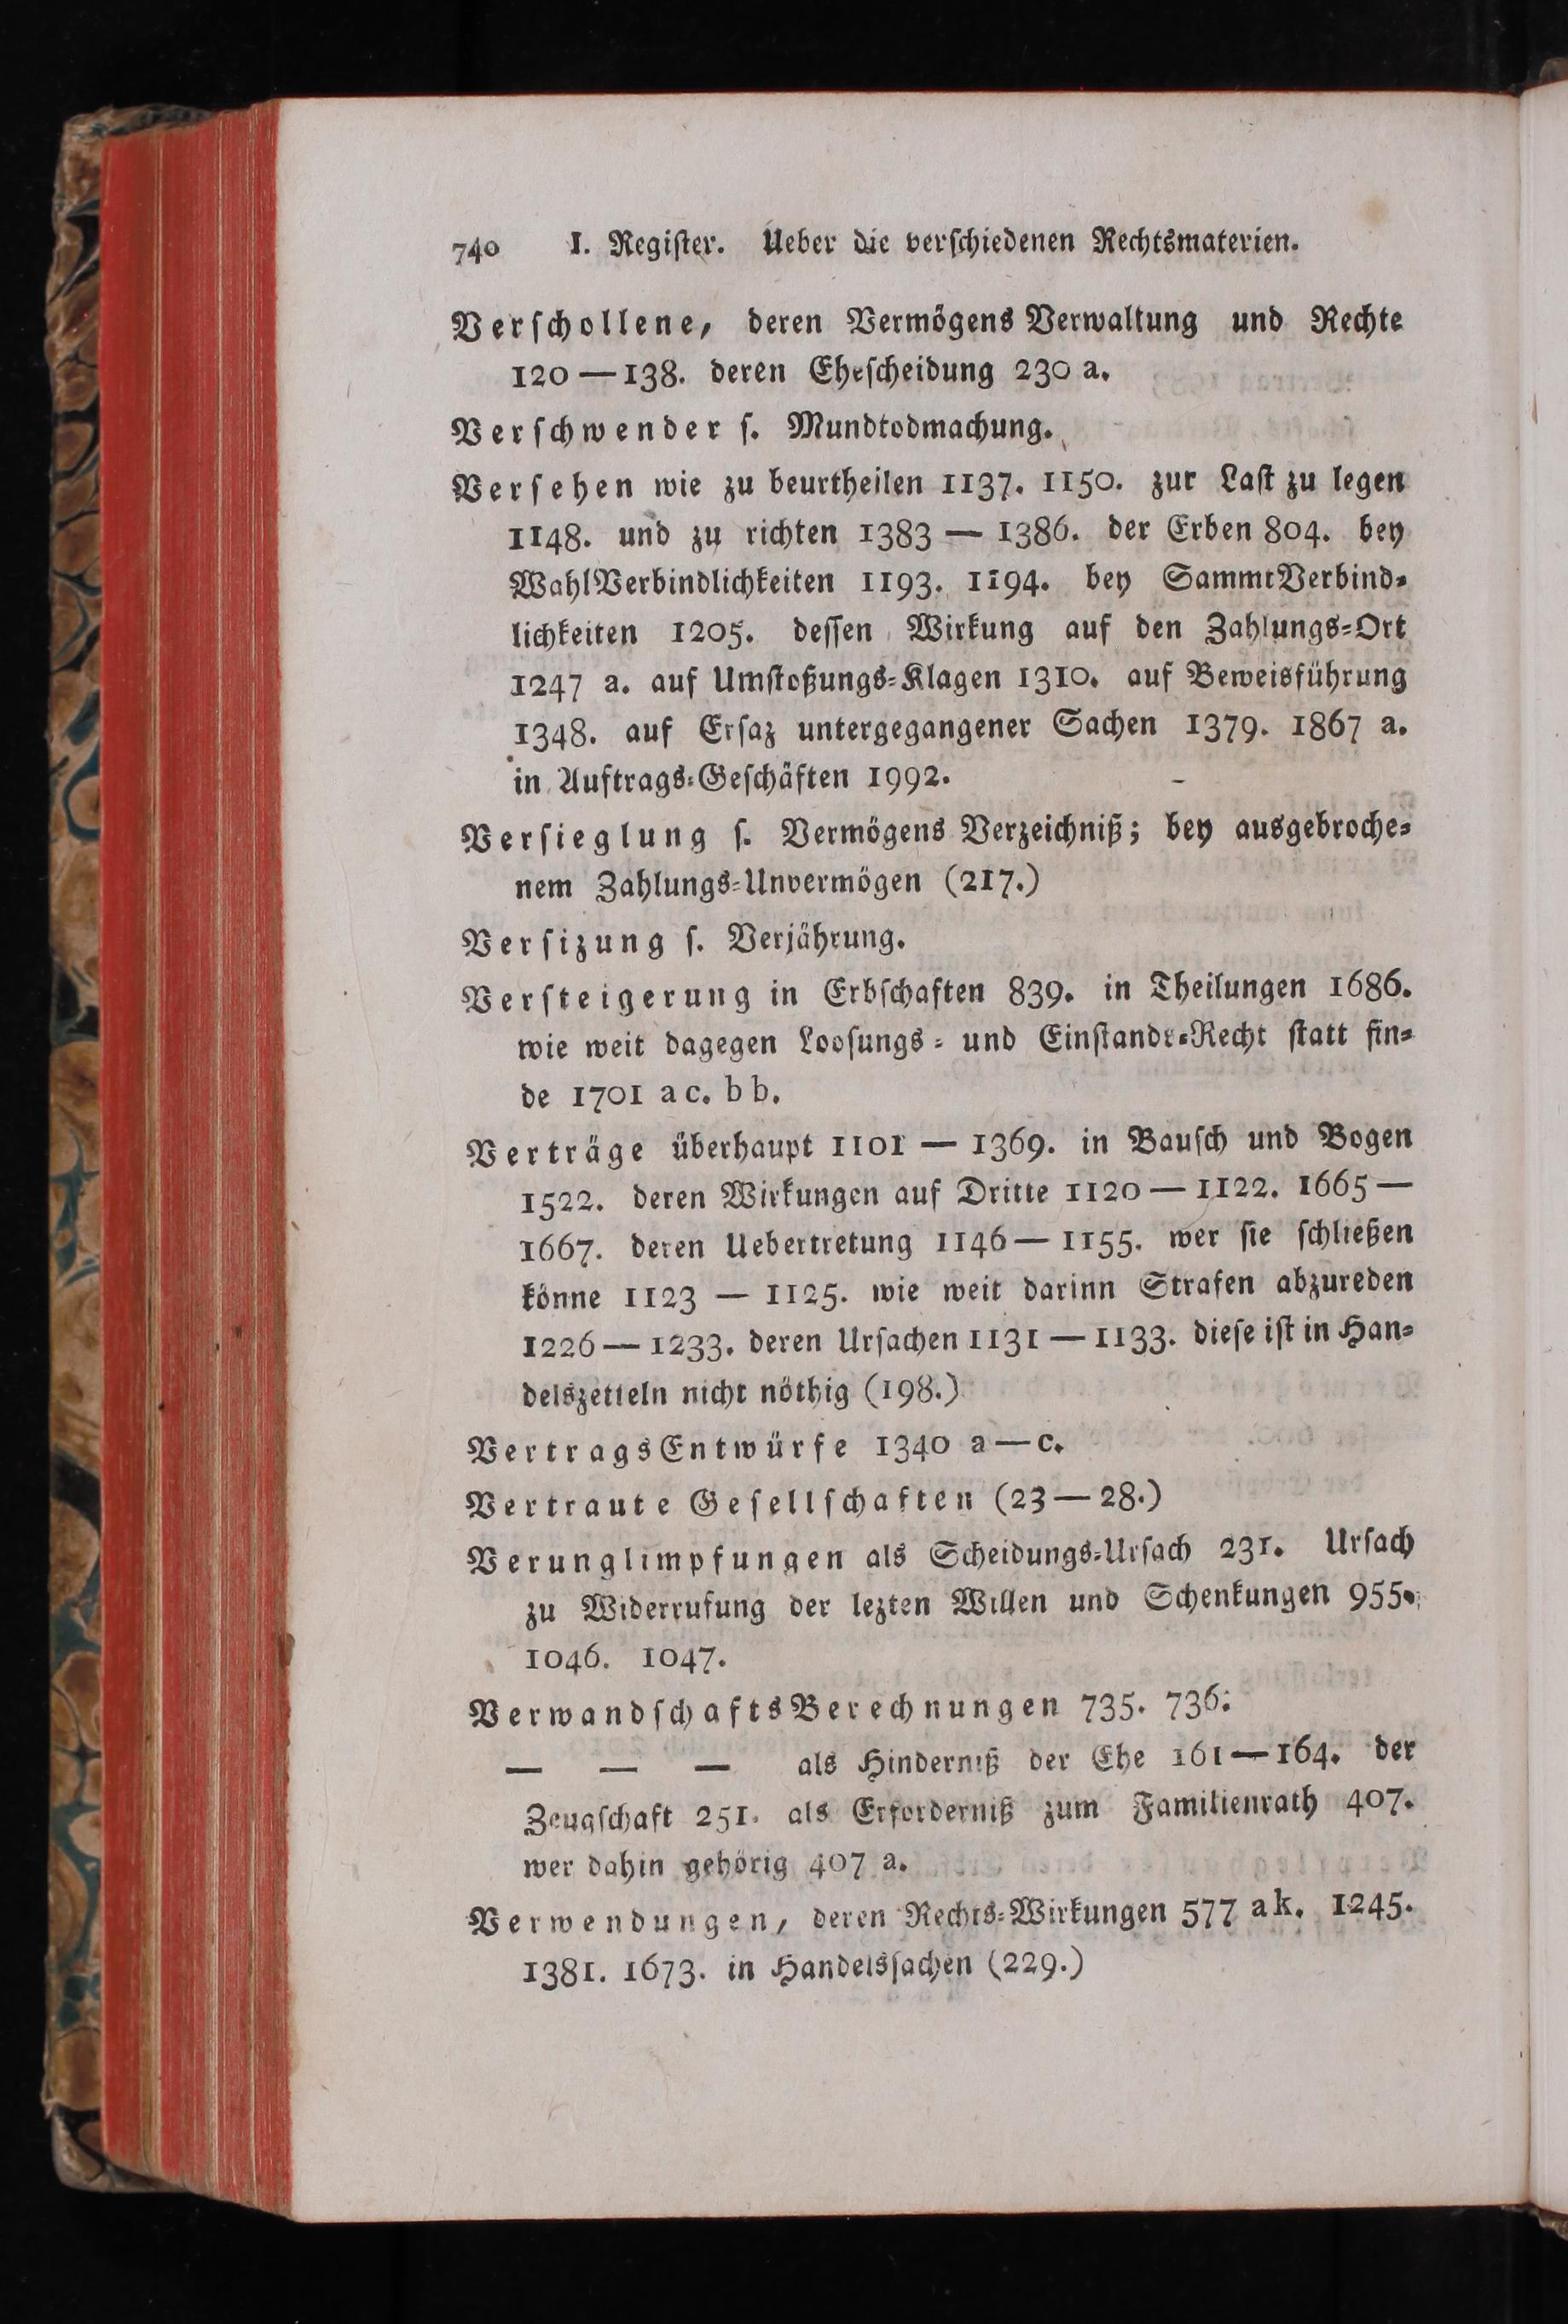 740 I. Regiſter. Ueber die verſchiedenen Rechtsmaterien.
Verſchollene, deren Vermögens Verwaltung und Rechte
120 — 138. deren Eheſcheidung 230 a.
Verſchwender ſ. Mundtodmachung.
Verſehen wie zu beurtheilen 1137. 1150. zur Laſt zu legen
1148. und zu richten 1383 — 1386. der Erben 804. bey
WahlVerbindlichkeiten 1193. 1194. bey SammtVerbind⸗
lichkeiten 1205. deſſen Wirkung auf den Zahlungs⸗Ort
1247 a. auf Umſtoßungs⸗Klagen 1310. auf Beweisführung
1348. auf Erſaz untergegangener Sachen 1379. 1867 a.
in Auftrags⸗Geſchäften 1992.
Verſieglung ſ. Vermögens Verzeichniß; bey ausgebroche⸗
nem Zahlungs⸗Unvermögen (217.)
Verſizung ſ. Verjährung.
Verſteigerung in Erbſchaften 839. in Theilungen 1686.
wie weit dagegen Looſungs⸗ und Einſtands⸗Recht ſtatt fin⸗
de 1701 a c. b b.
Verträge überhaupt 1101 — 1369. in Bauſch und Bogen
1522. deren Wirkungen auf Dritte 1120 — 1122. 1665 —
1667. deren Uebertretung 1146 — 1155. wer ſie ſchließen
könne 1123 — 1125. wie weit darinn Strafen abzureden
1226 — 1233. deren Urſachen 1131 — 1133. dieſe iſt in Han⸗
delszetteln nicht nöthig (198.)
VertragsEntwürfe 1340 a — c.
Vertraute Geſellſchaften (23 — 28.)
Verunglimpfungen als Scheidungs⸗Urſach 231. Urſach
zu Widerrufung der lezten Willen und Schenkungen 955.
1046. 1047.
VerwandſchaftsBerechnungen 735. 736.
— — — als Hinderniß der Ehe 161 — 164. der
Zeugſchaft 251. als Erforderniß zum Familienrath 407.
wer dahin gehörig 407 a.
Verwendungen, deren Rechts⸗Wirkungen 577 a k. 1245.
1381. 1673. in Handelsſachen (229.)